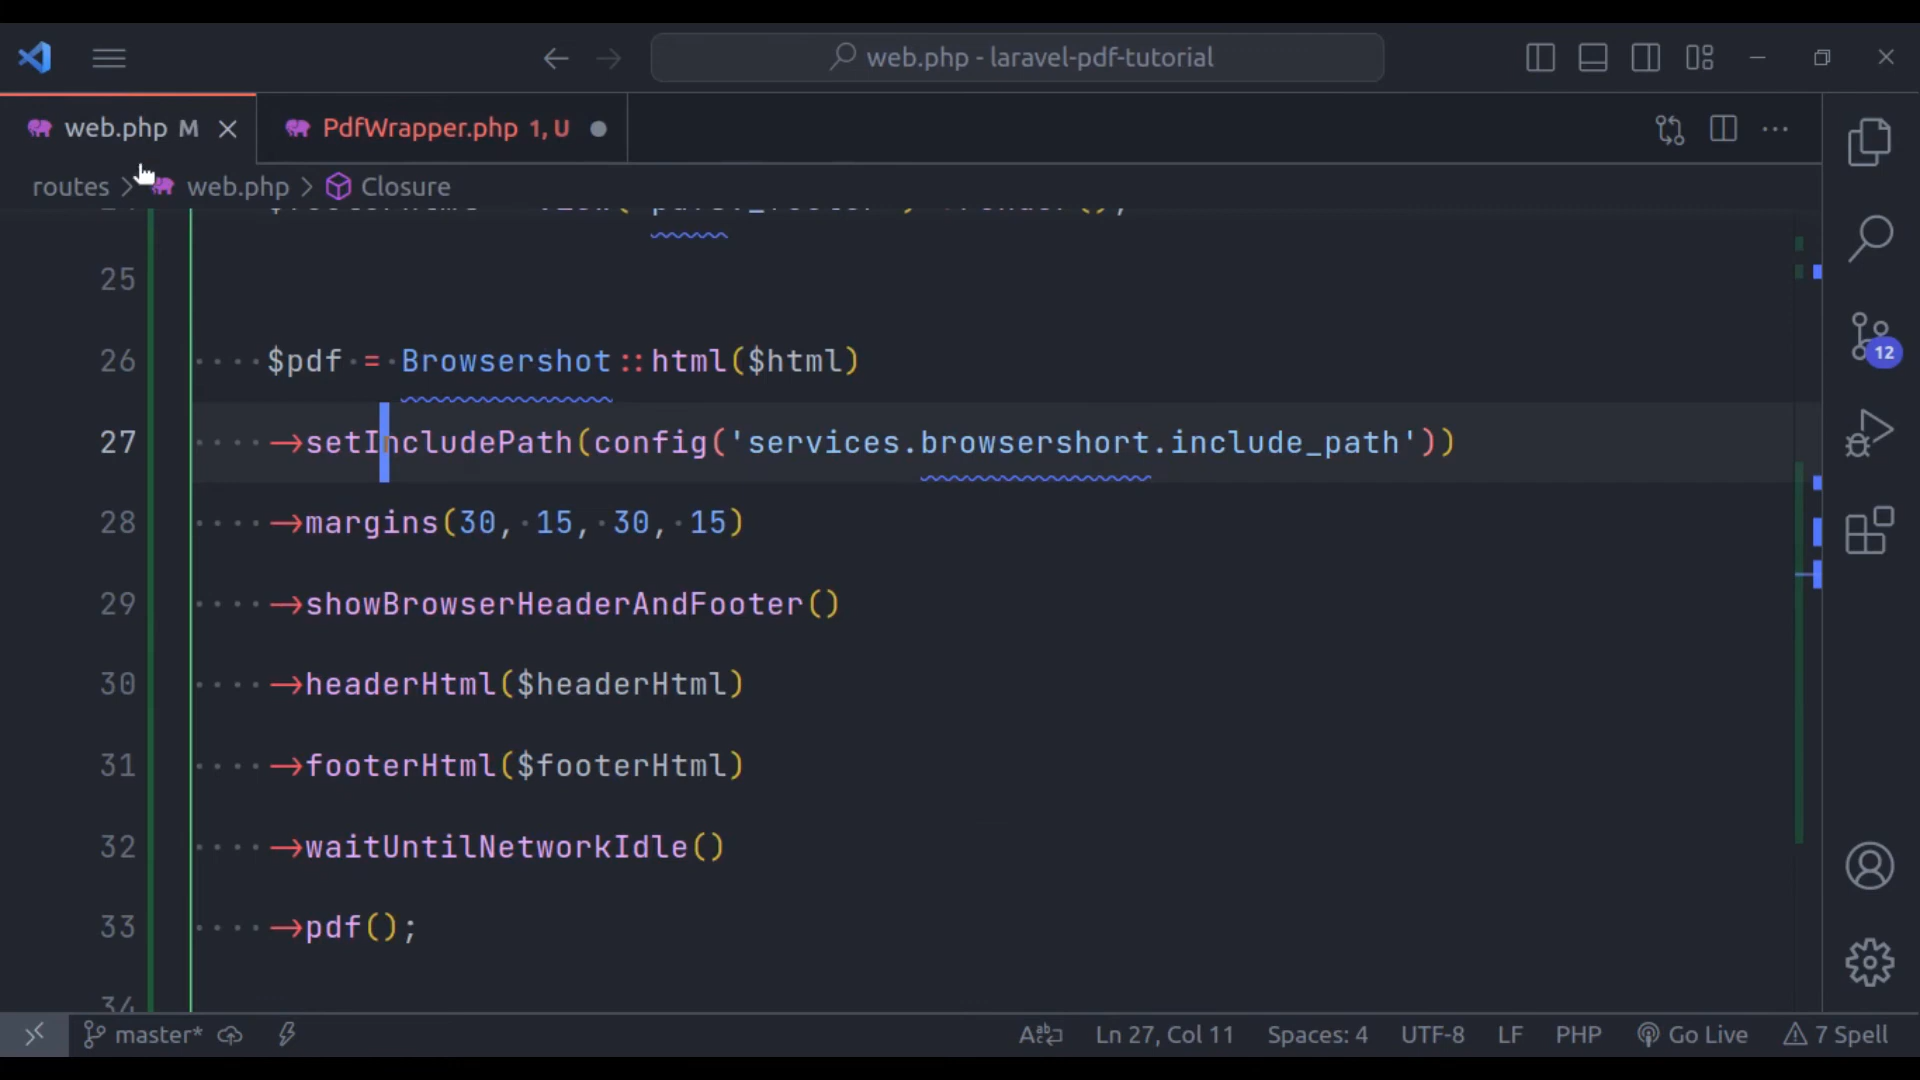 web.php - laravel-pdf-tutorial
web.php M
PdfWrapper.php 1, U
routes > web.php > Closure
25
26 $pdf = Browsershot::html($html)
27 ->setIncludePath(config('services.browsershort.include_path'))
28 ->margins(30, 15, 30, 15)
29 ->showBrowserHeaderAndFooter()
30 ->headerHtml($headerHtml)
31 ->footerHtml($footerHtml)
32 ->waitUntilNetworkIdle()
33 ->pdf();
34
12
master* Ln 27, Col 11 Spaces: 4 UTF-8 LF PHP Go Live 7 Spell